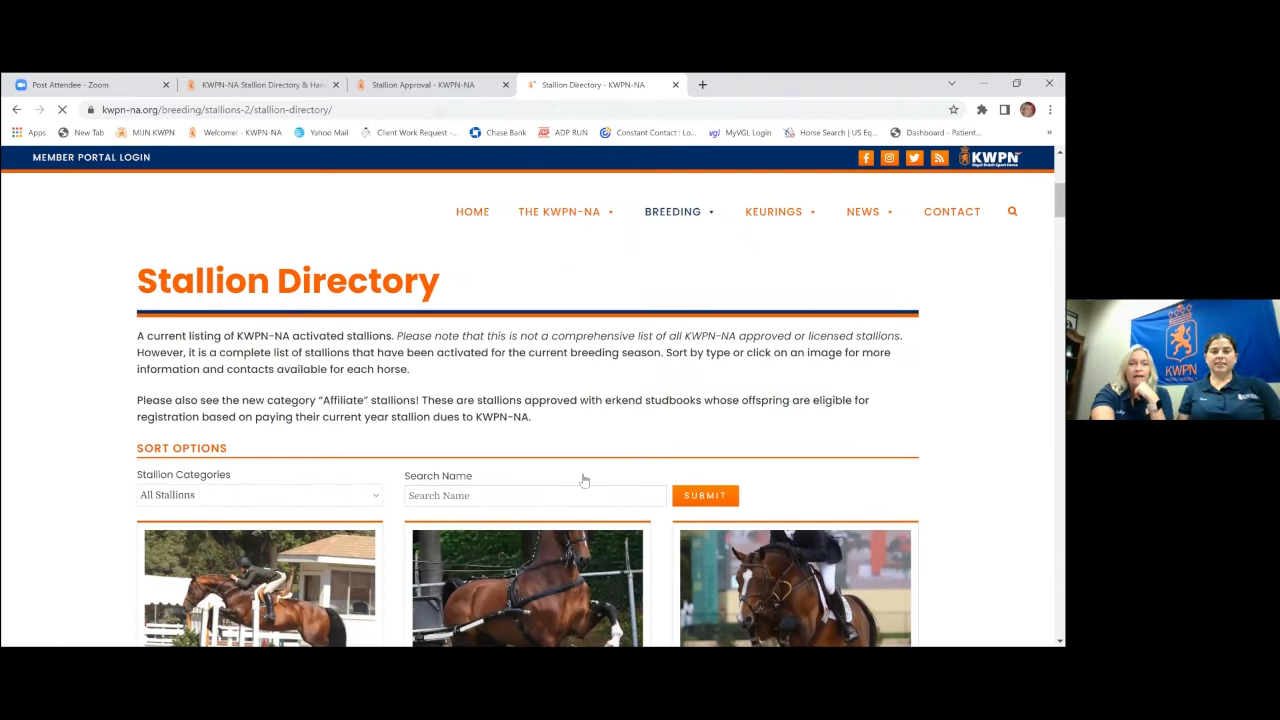 Post Attendee - Zoom
KWPN-NA Stallion Directory & Han
Stallion Approval - KWPN-NA
Stallion Directory - KWPN-NA
kwpn-na.org/breeding/stallions-2/stallion-directory/
Apps
New Tab
MIJN KWPN
Welcome! - KWPN-NA
Yahoo Mail
Client Work Request -...
Chase Bank
ADP RUN
Constant Contact : Lo...
vgl MyVGL Login
Horse Search | US Eq...
Dashboard - Patient...
MEMBER PORTAL LOGIN
KWPN
Royal Dutch Sport Horse
HOME
THE KWPN-NA
BREEDING
KEURINGS
NEWS
CONTACT
Stallion Directory
A current listing of KWPN-NA activated stallions. Please note that this is not a comprehensive list of all KWPN-NA approved or licensed stallions.
However, it is a complete list of stallions that have been activated for the current breeding season. Sort by type or click on an image for more
information and contacts available for each horse.
Please also see the new category “Affiliate” stallions! These are stallions approved with erkend studbooks whose offspring are eligible for
registration based on paying their current year stallion dues to KWPN-NA.
SORT OPTIONS
Stallion Categories
Search Name
All Stallions
Search Name
SUBMIT
KWPN